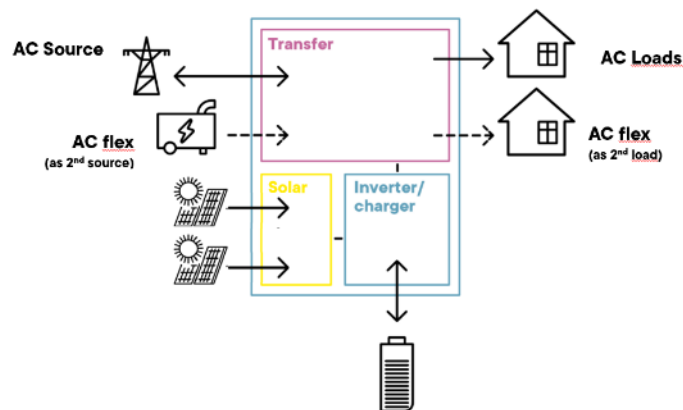 Transfer
AC Source
AC Loads
AC flex
(as 2nd source)
AC flex
(as 2nd load)
Solar
Inverter/
charger